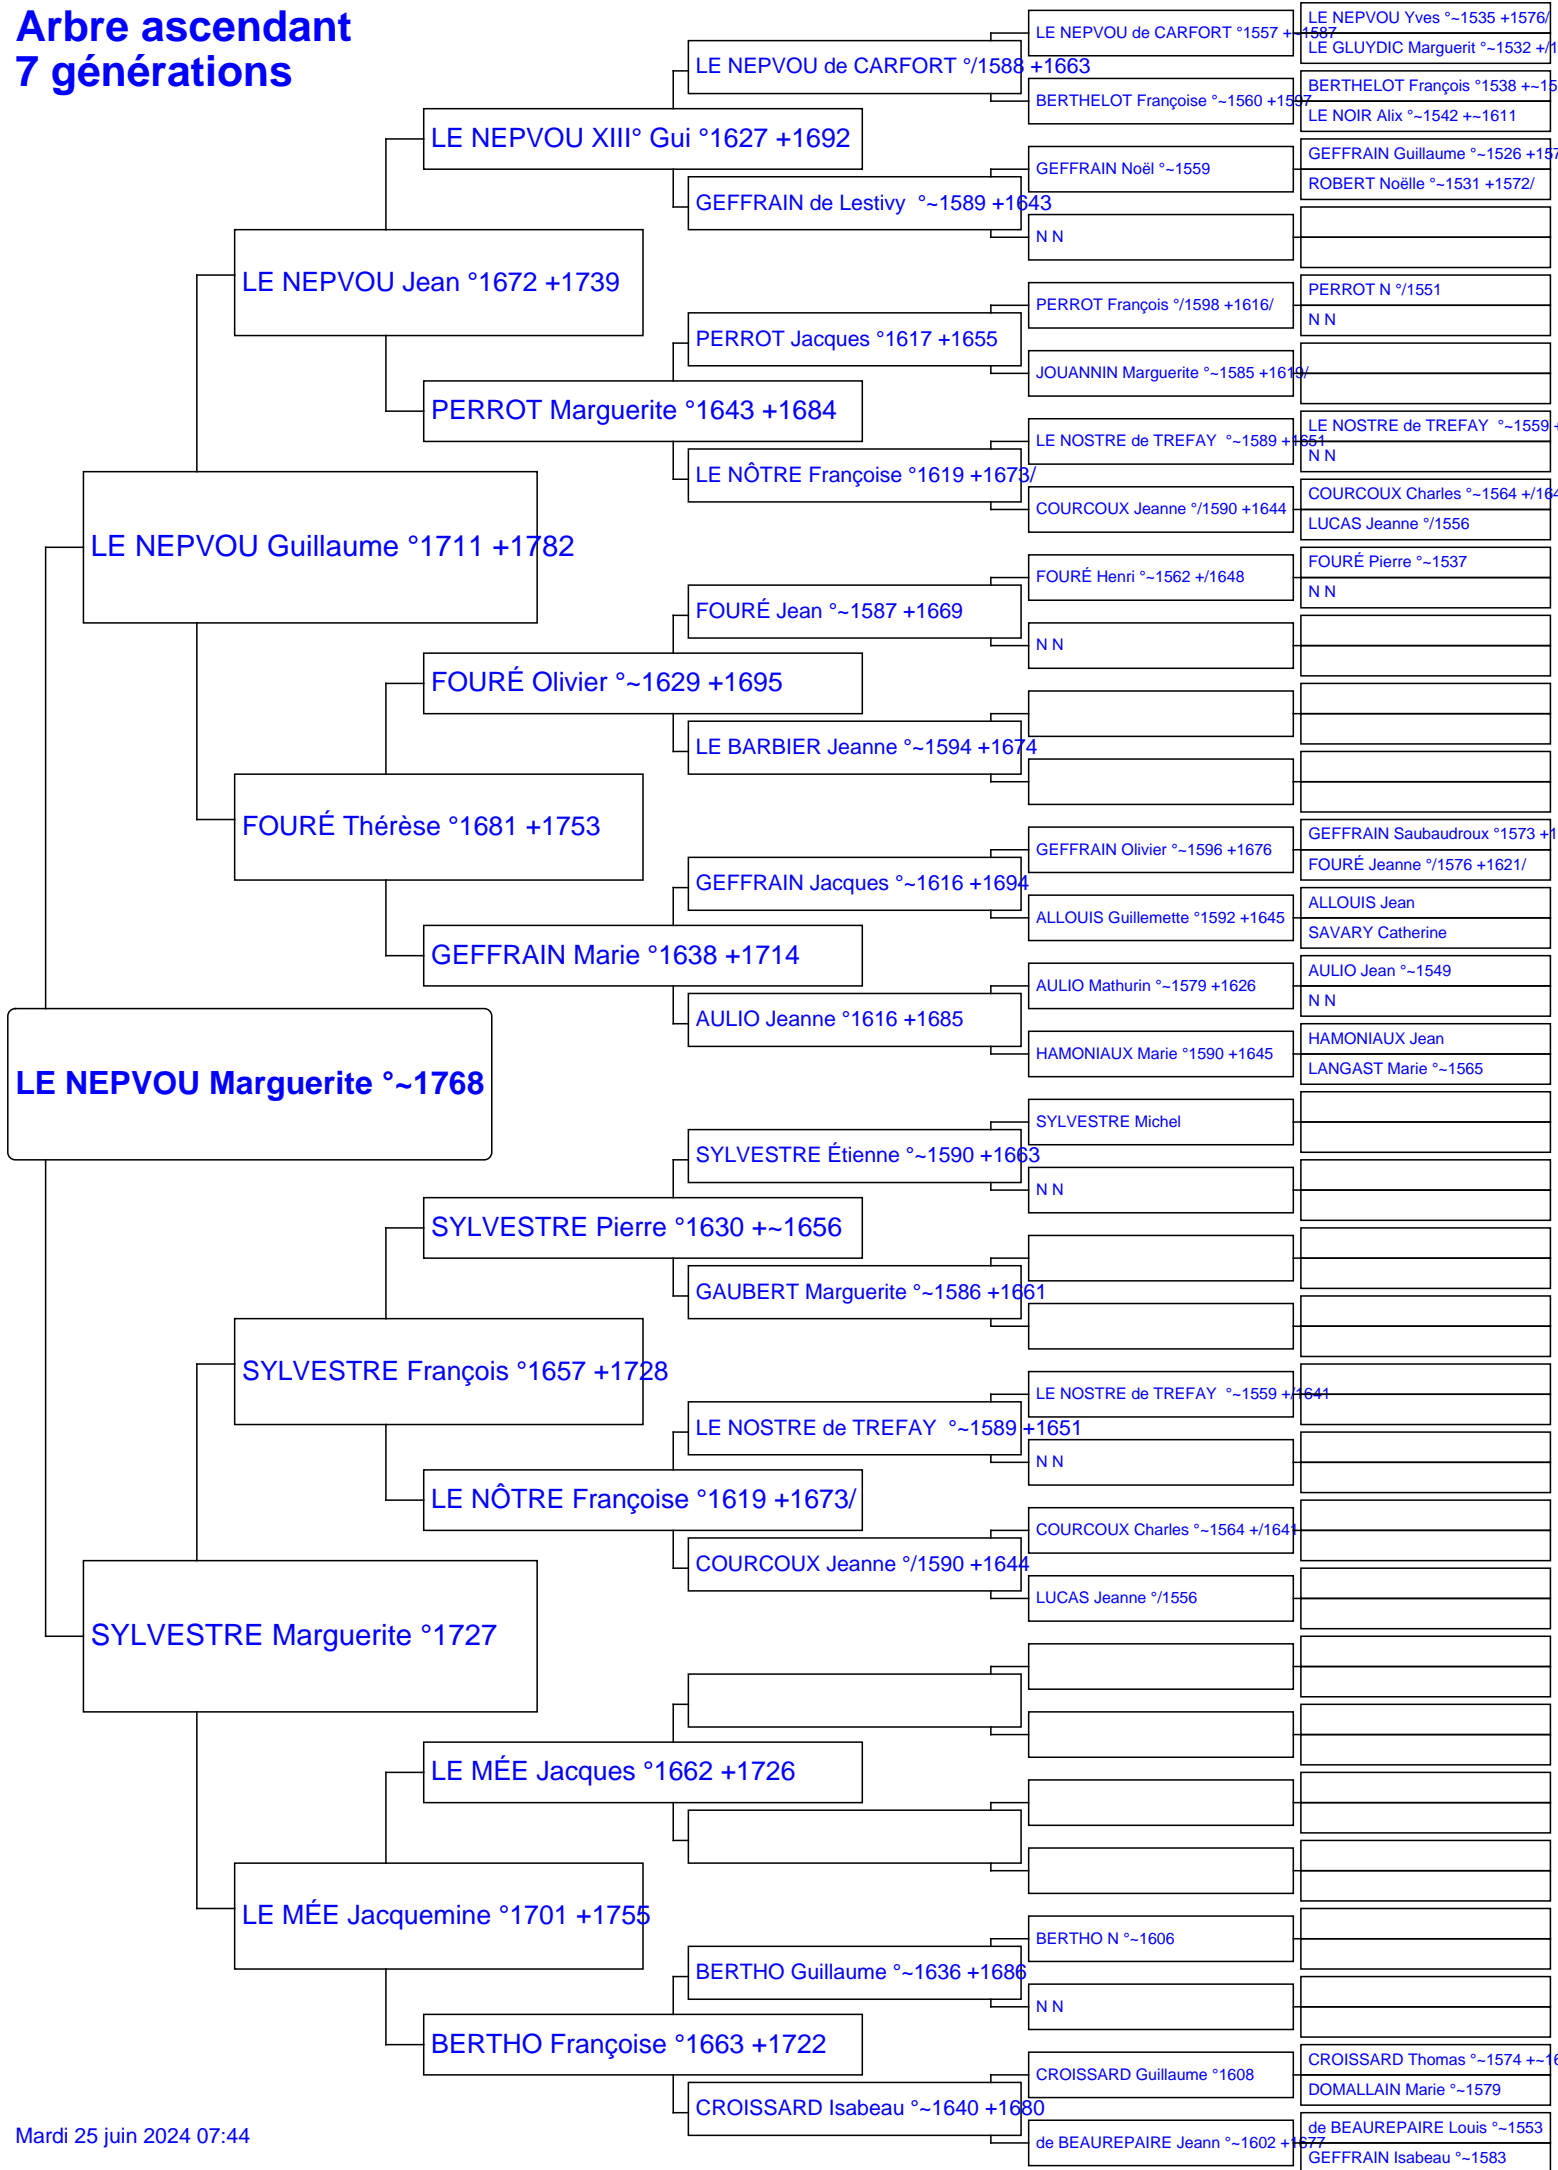 Arbre ascendant
7 générations
LE NEPVOU Marguerite °~1768
LE NEPVOU Guillaume °1711 +1782
SYLVESTRE Marguerite °1727
LE NEPVOU Jean °1672 +1739
FOURÉ Thérèse °1681 +1753
SYLVESTRE François °1657 +1728
LE MÉE Jacquemine °1701 +1755
LE NEPVOU XIII° Gui °1627 +1692
PERROT Marguerite °1643 +1684
FOURÉ Olivier °~1629 +1695
GEFFRAIN Marie °1638 +1714
SYLVESTRE Pierre °1630 +~1656
LE NÔTRE Françoise °1619 +1673/
LE MÉE Jacques °1662 +1726
BERTHO Françoise °1663 +1722
LE NEPVOU de CARFORT °/1588 +1663
GEFFRAIN de Lestivy °~1589 +1643
PERROT Jacques °1617 +1655
LE NÔTRE Françoise °1619 +1673/
FOURÉ Jean °~1587 +1669
LE BARBIER Jeanne °~1594 +1674
GEFFRAIN Jacques °~1616 +1694
AULIO Jeanne °1616 +1685
SYLVESTRE Étienne °~1590 +1663
GAUBERT Marguerite °~1586 +1661
LE NOSTRE de TREFAY °~1589 +1651
COURCOUX Jeanne °/1590 +1644
BERTHO Guillaume °~1636 +1686
CROISSARD Isabeau °~1640 +1680
LE NEPVOU de CARFORT °1557 +~1587
BERTHELOT Françoise °~1560 +1597
GEFFRAIN Noël °~1559
N N
PERROT François °/1598 +1616/
JOUANNIN Marguerite °~1585 +1619/
LE NOSTRE de TREFAY °~1589 +1651
COURCOUX Jeanne °/1590 +1644
FOURÉ Henri °~1562 +/1648
N N
GEFFRAIN Olivier °~1596 +1676
ALLOUIS Guillemette °1592 +1645
AULIO Mathurin °~1579 +1626
HAMONIAUX Marie °1590 +1645
SYLVESTRE Michel
N N
LE NOSTRE de TREFAY °~1559 +/1641
N N
COURCOUX Charles °~1564 +/1641
LUCAS Jeanne °/1556
BERTHO N °~1606
N N
CROISSARD Guillaume °1608
de BEAUREPAIRE Jeann °~1602 +1677
LE NEPVOU Yves °~1535 +1576/
LE GLUYDIC Marguerit °~1532 +/1
BERTHELOT François °1538 +~15
LE NOIR Alix °~1542 +~1611
GEFFRAIN Guillaume °~1526 +157
ROBERT Noëlle °~1531 +1572/
PERROT N °/1551
N N
LE NOSTRE de TREFAY °~1559 +
N N
COURCOUX Charles °~1564 +/164
LUCAS Jeanne °/1556
FOURÉ Pierre °~1537
N N
GEFFRAIN Saubaudroux °1573 +1
FOURÉ Jeanne °/1576 +1621/
ALLOUIS Jean
SAVARY Catherine
AULIO Jean °~1549
N N
HAMONIAUX Jean
LANGAST Marie °~1565
CROISSARD Thomas °~1574 +~16
DOMALLAIN Marie °~1579
de BEAUREPAIRE Louis °~1553
GEFFRAIN Isabeau °~1583
Mardi 25 juin 2024 07:44